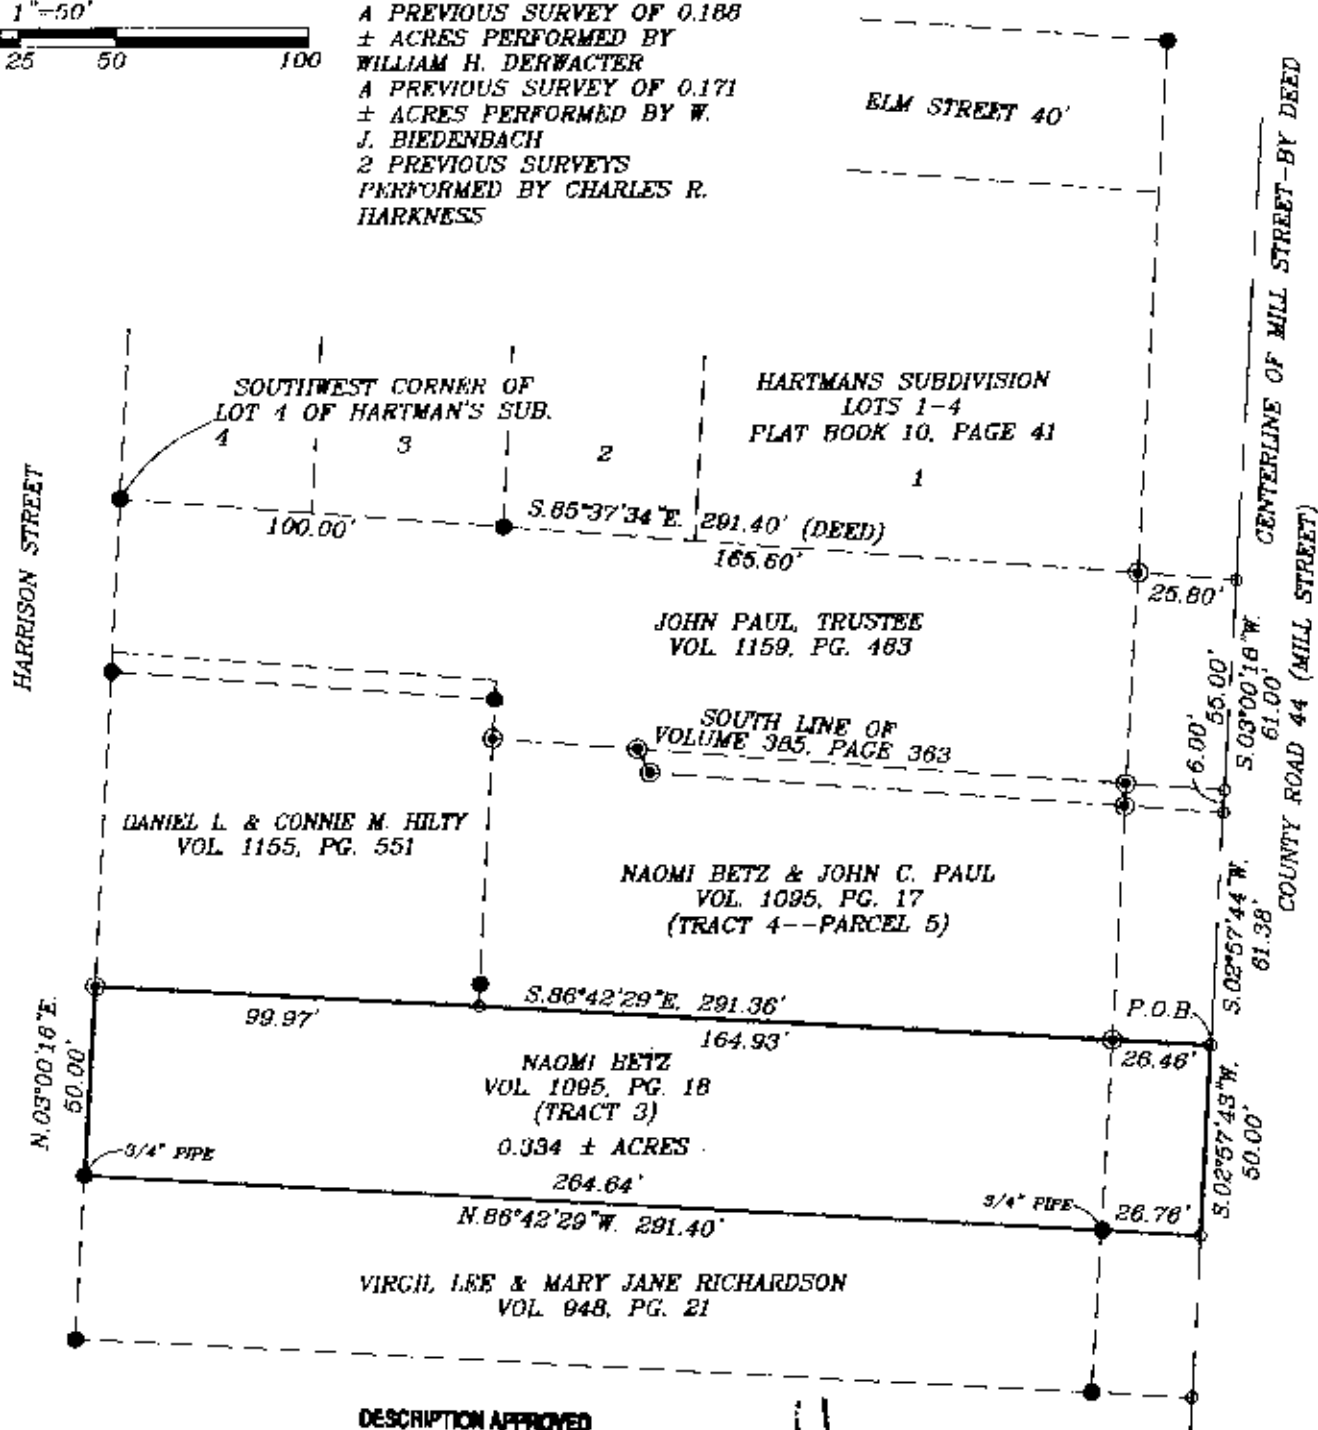 1"=50'
25 50 100
A PREVIOUS SURVEY OF 0.188
± ACRES PERFORMED BY
WILLIAM H. DERWACTER
A PREVIOUS SURVEY OF 0.171
± ACRES PERFORMED BY W.
J. BIEDENBACH
2 PREVIOUS SURVEYS
PERFORMED BY CHARLES R.
HARKNESS
ELM STREET 40'
CENTERLINE OF MILL STREET-BY DEED
SOUTHWEST CORNER OF
LOT 4 OF HARTMAN'S SUB.
4
3
2
HARTMANS SUBDIVISION
LOTS 1-4
PLAT BOOK 10, PAGE 41
1
HARRISON STREET
100.00'
S.85°37'34"E. 291.40' (DEED)
165.60'
25.80'
JOHN PAUL, TRUSTEE
VOL. 1159, PG. 463
COUNTY ROAD 44 (MILL STREET)
55.00'
S.03°00'16"W.
61.00'
6.00'
SOUTH LINE OF
VOLUME 385, PAGE 363
DANIEL L. & CONNIE M. HILTY
VOL. 1155, PG. 551
NAOMI BETZ & JOHN C. PAUL
VOL. 1095, PG. 17
(TRACT 4--PARCEL 5)
S.02°57'44"W.
61.38'
S.86°42'29"E. 291.36'
99.97'
164.93'
P.O.B.
26.46'
N.03°00'16"E.
50.00'
NAOMI BETZ
VOL. 1095, PG. 18
(TRACT 3)
0.334 ± ACRES
S.02°57'43"W.
50.00'
3/4" PIPE
264.64'
3/4" PIPE
26.76'
N.86°42'29"W. 291.40'
VIRGIL LEE & MARY JANE RICHARDSON
VOL. 948, PG. 21
DESCRIPTION APPROVED